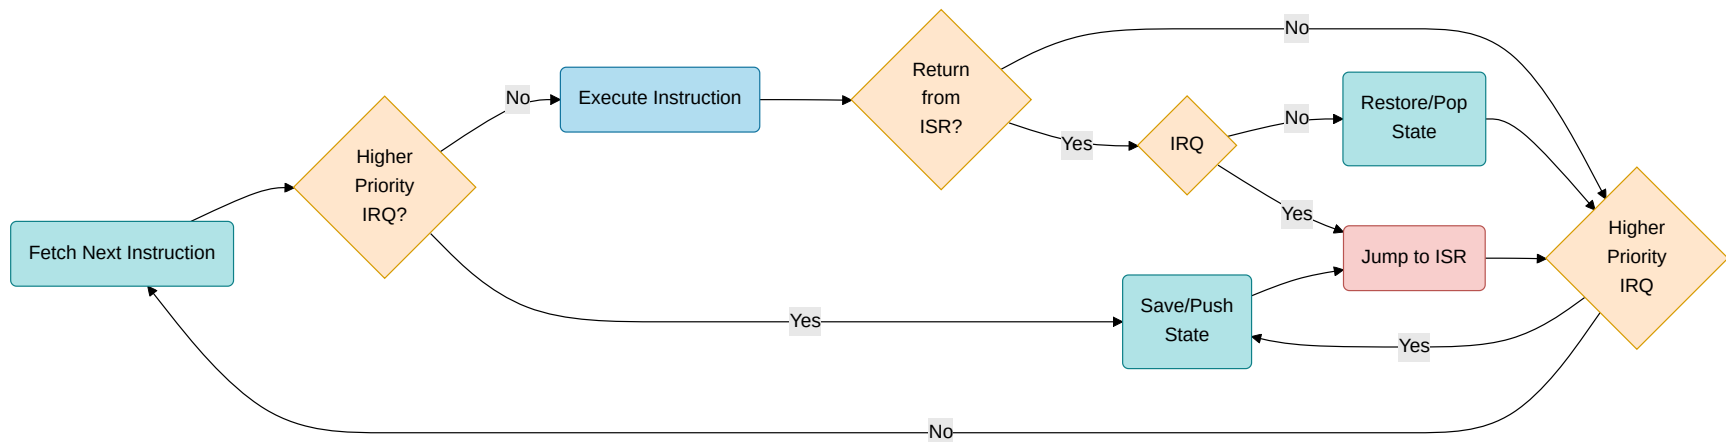 Fetch Next Instruction
Higher
Priority
IRQ?
No
Yes
Execute Instruction
Return
from
ISR?
No
Yes
IRQ
No
Yes
Restore/Pop
State
Save/Push
State
Jump to ISR
Higher
Priority
IRQ
Yes
No